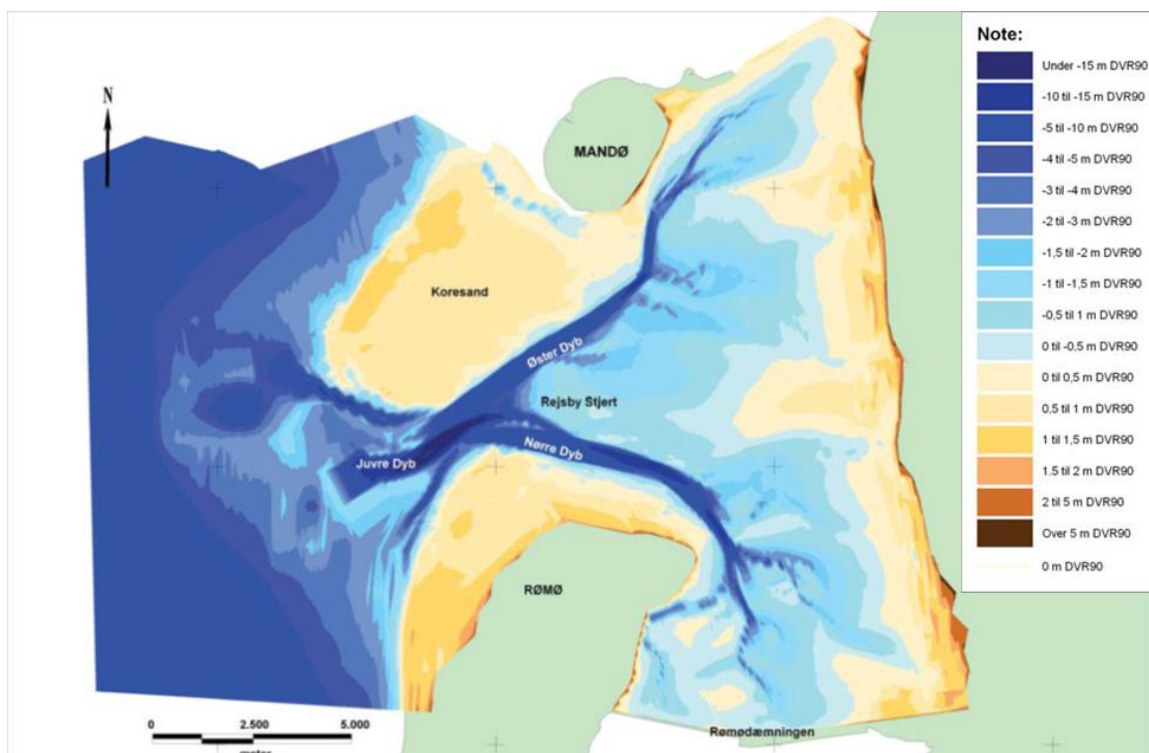 N
MANDØ
Koresand
Øster Dyb
Rejsby Stjert
Nørre Dyb
Juvre Dyb
RØMØ
Rømødæmningen
0 2.500 5.000
meter
Note:
Under -15 m DVR90
-10 til -15 m DVR90
-5 til -10 m DVR90
-4 til -5 m DVR90
-3 til -4 m DVR90
-2 til -3 m DVR90
-1,5 til -2 m DVR90
-1 til -1,5 m DVR90
-0,5 til 1 m DVR90
0 til -0,5 m DVR90
0 til 0,5 m DVR90
0,5 til 1 m DVR90
1 til 1,5 m DVR90
1.5 til 2 m DVR90
2 til 5 m DVR90
Over 5 m DVR90
0 m DVR90